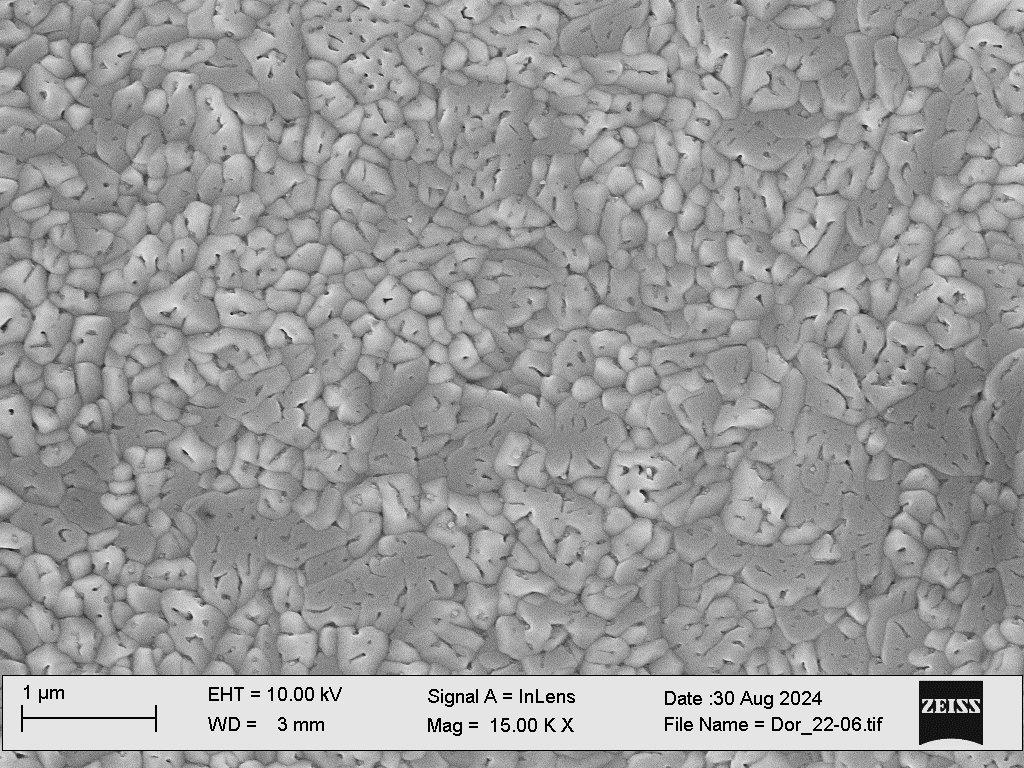 1 µm
EHT = 10.00 kV
WD = 3 mm
Signal A = InLens
Mag = 15.00 K X
Date :30 Aug 2024
File Name = Dor_22-06.tif
ZEISS